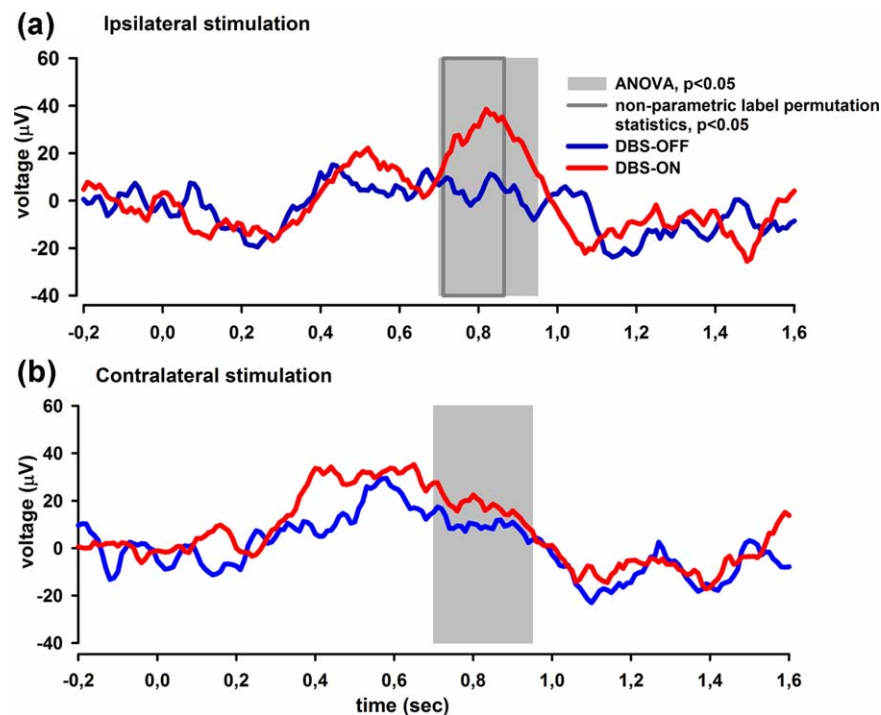 (a) Ipsilateral stimulation
60
40
20
0
-20
-40
voltage (μV)
ANOVA, p<0.05
non-parametric label permutation
statistics, p<0.05
DBS-OFF
DBS-ON
-0,2 0,0 0,2 0,4 0,6 0,8 1,0 1,2 1,4 1,6
(b) Contralateral stimulation
60
40
20
0
-20
-40
voltage (μV)
-0,2 0,0 0,2 0,4 0,6 0,8 1,0 1,2 1,4 1,6
time (sec)